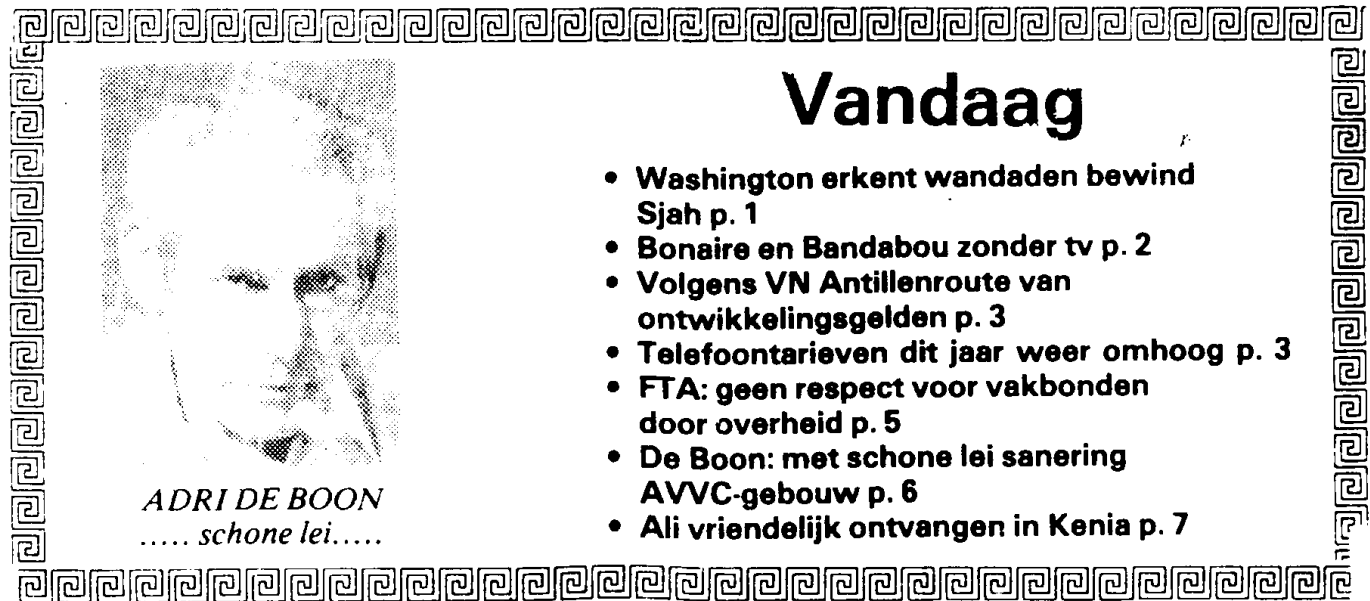 Vandaag
• Washington erkent wandaden bewind
Sjah p. 1
• Bonaire en Bandabou zonder tv p. 2
• Volgens VN Antillenroute van
ontwikkelingsgelden p. 3
• Telefoontarieven dit jaar weer omhoog p. 3
• FTA: geen respect voor vakbonden
door overheid p. 5
• De Boon: met schone lei sanering
AVVC-gebouw p. 6
• Ali vriendelijk ontvangen in Kenia p. 7
ADRI DE BOON
..... schone lei.....